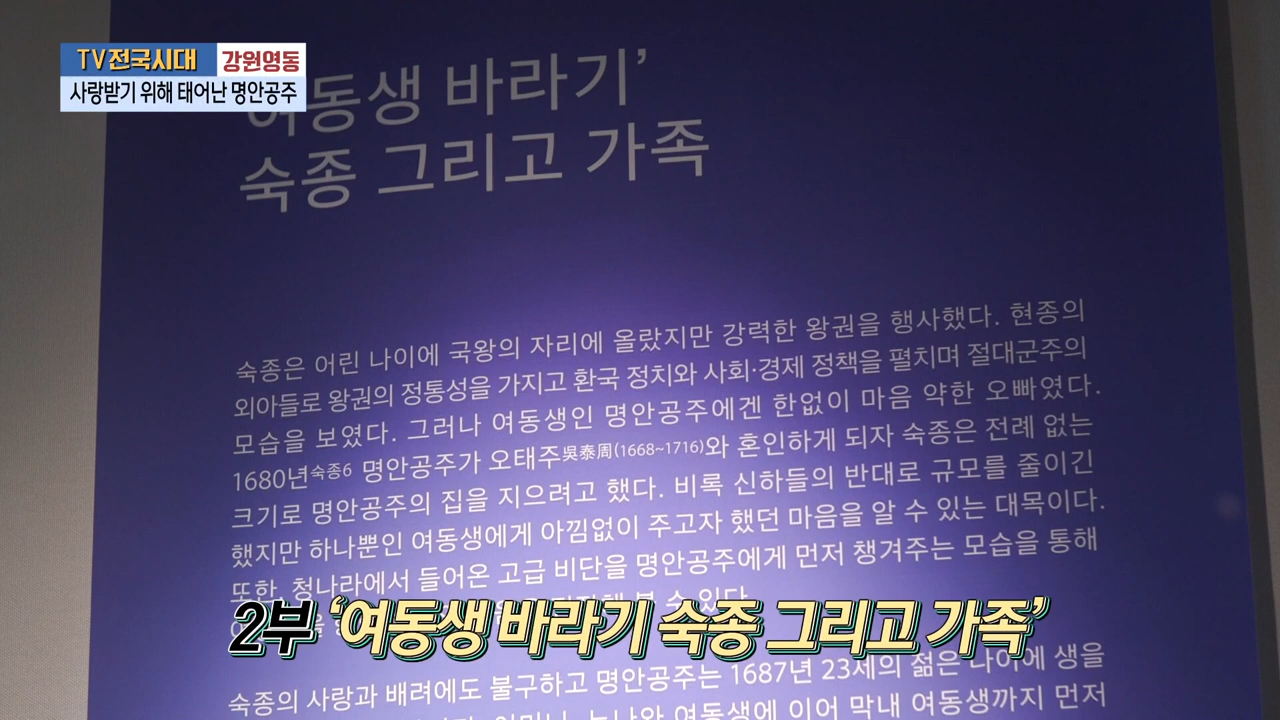 TV전국시대 강원영동
사랑받기 위해 태어난 명안공주
여동생 바라기’
숙종 그리고 가족
숙종은 어린 나이에 국왕의 자리에 올랐지만 강력한 왕권을 행사했다. 현종의
외아들로 왕권의 정통성을 가지고 환국 정치와 사회·경제 정책을 펼치며 절대군주의
모습을 보였다. 그러나 여동생인 명안공주에겐 한없이 마음 약한 오빠였다.
1680년숙종6 명안공주가 오태주吳泰周(1668~1716)와 혼인하게 되자 숙종은 전례 없는
크기로 명안공주의 집을 지으려고 했다. 비록 신하들의 반대로 규모를 줄이긴
했지만 하나뿐인 여동생에게 아낌없이 주고자 했던 마음을 알 수 있는 대목이다.
또한, 청나라에서 들어온 고급 비단을 명안공주에게 먼저 챙겨주는 모습을 통해
수 있다.
2부 ‘여동생 바라기 숙종 그리고 가족’
숙종의 사랑과 배려에도 불구하고 명안공주는 1687년 23세의 젊은 나이에 생을
누나와 여동생에 이어 막내 여동생까지 먼저